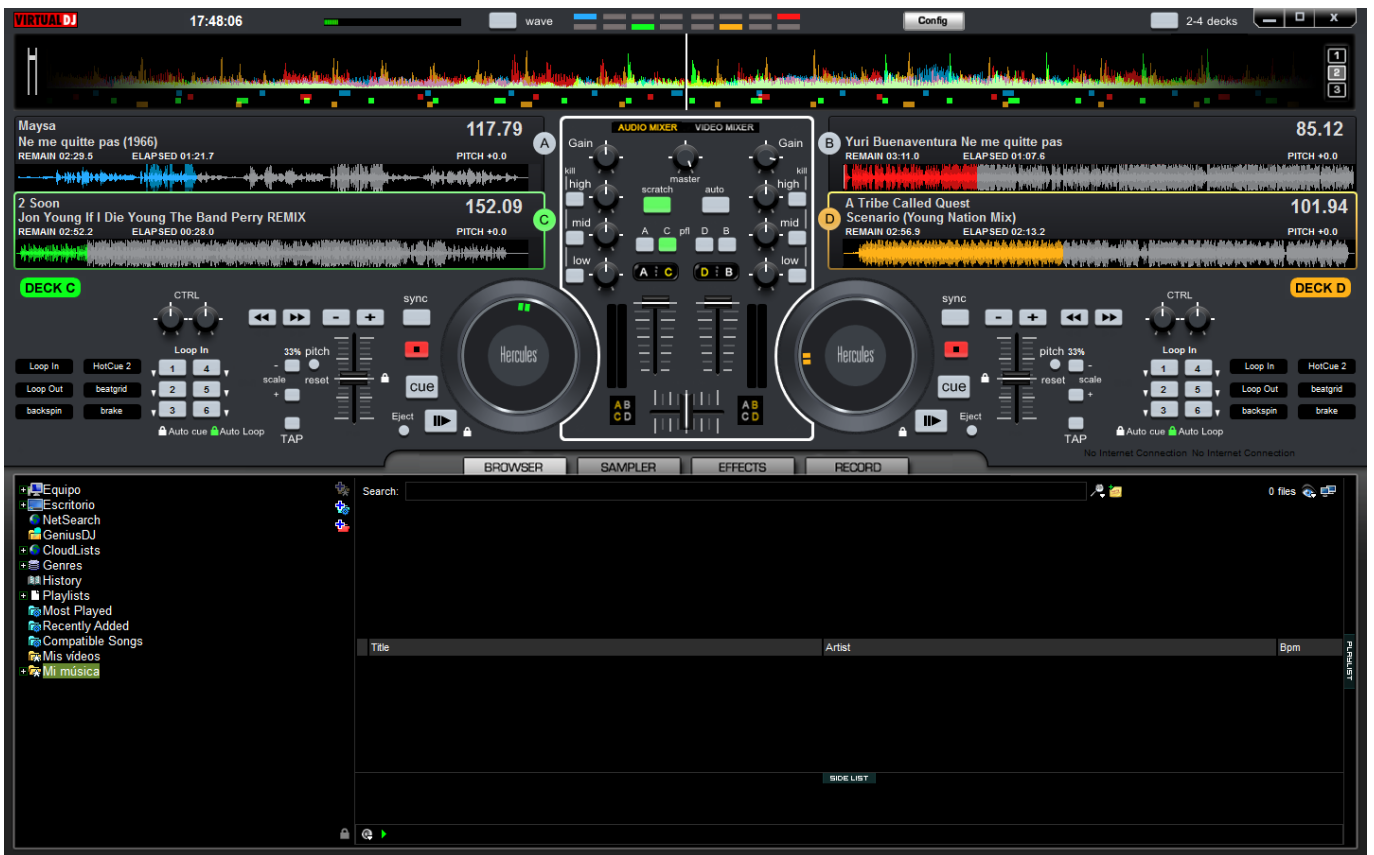 VIRTUAL DJ 17:48:06 wave Config 2-4 decks X
1
2
3
Maysa 117.79
Ne me quitte pas (1966)
REMAIN 02:29.5 ELAPSED 01:21.7 PITCH +0.0
A
2 Soon 152.09
Jon Young If I Die Young The Band Perry REMIX
REMAIN 02:52.2 ELAPSED 00:28.0 PITCH +0.0
C
AUDIO MIXER VIDEO MIXER
Gain Gain
master
kill kill
high scratch auto high
mid A C pfl D B mid
low A : C D : B low
85.12
B Yuri Buenaventura Ne me quitte pas
REMAIN 03:11.0 ELAPSED 01:07.6 PITCH +0.0
A Tribe Called Quest 101.94
D Scenario (Young Nation Mix)
REMAIN 02:56.9 ELAPSED 02:13.2 PITCH +0.0
DECK C
CTRL sync
- +
Loop In 33% pitch
Loop In HotCue 2 1 4 -
scale reset
Loop Out beatgrid 2 5 + cue
backspin brake 3 6 Eject
Auto cue Auto Loop TAP
Hercules
A B
C D
A B
C D
Hercules
DECK D
sync CTRL
- +
pitch 33% Loop In
- 1 4 Loop In HotCue 2
cue reset scale + 2 5 Loop Out beatgrid
Eject 3 6 backspin brake
TAP Auto cue Auto Loop
No Internet Connection No Internet Connection
BROWSER SAMPLER EFFECTS RECORD
Equipo
Escritorio
NetSearch
GeniusDJ
CloudLists
Genres
History
Playlists
Most Played
Recently Added
Compatible Songs
Mis vídeos
Mi música
Search: 0 files
Title Artist Bpm
PLAYLIST
SIDE LIST